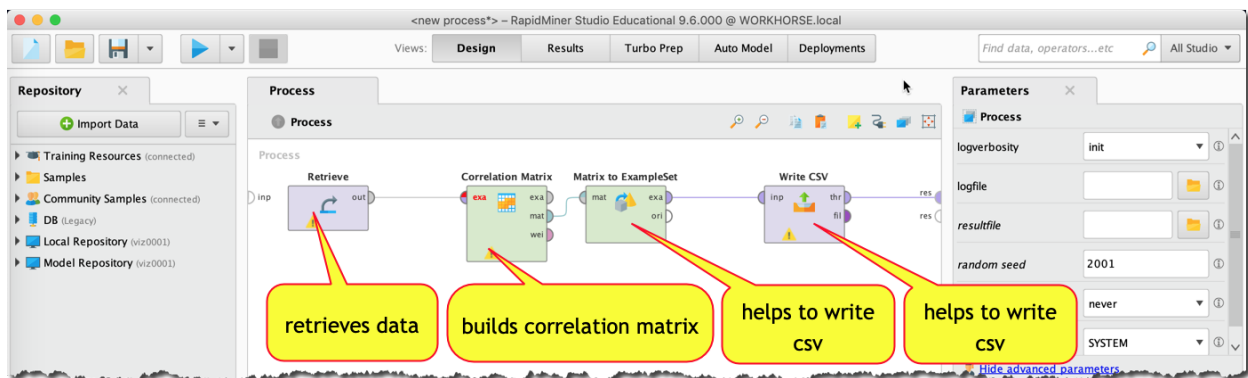 <new process*> – RapidMiner Studio Educational 9.6.000 @ WORKHORSE.local
Views: Design Results Turbo Prep Auto Model Deployments
Find data, operators...etc
All Studio
Repository
Import Data
Training Resources (connected)
Samples
Community Samples (connected)
DB (Legacy)
Local Repository (viz0001)
Model Repository (viz0001)
Process
Process
Process
inp
Retrieve
out
Correlation Matrix
exa exa
mat
wei
Matrix to ExampleSet
mat exa
ori
Write CSV
inp thr
fil
res
res
retrieves data
builds correlation matrix
helps to write
csv
helps to write
csv
Parameters
Process
logverbosity init
logfile
resultfile
random seed 2001
never
SYSTEM
Hide advanced parameters